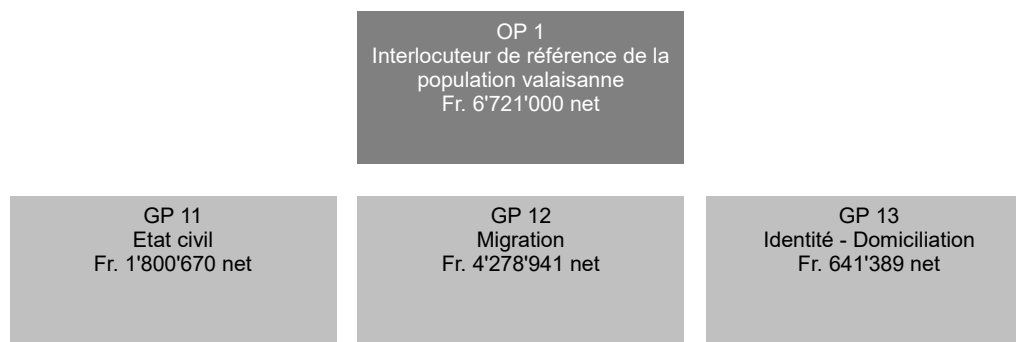 OP 1
Interlocuteur de référence de la
population valaisanne
Fr. 6'721'000 net
GP 11
Etat civil
Fr. 1'800'670 net
GP 12
Migration
Fr. 4'278'941 net
GP 13
Identité - Domiciliation
Fr. 641'389 net